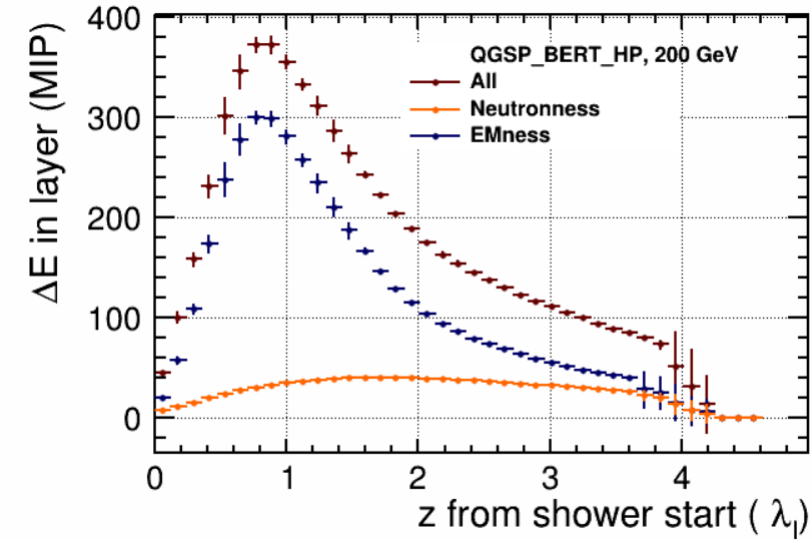 ΔE in layer (MIP)
400
300
200
100
0
QGSP_BERT_HP, 200 GeV
All
Neutronness
EMness
0 1 2 3 4
z from shower start ( λI)